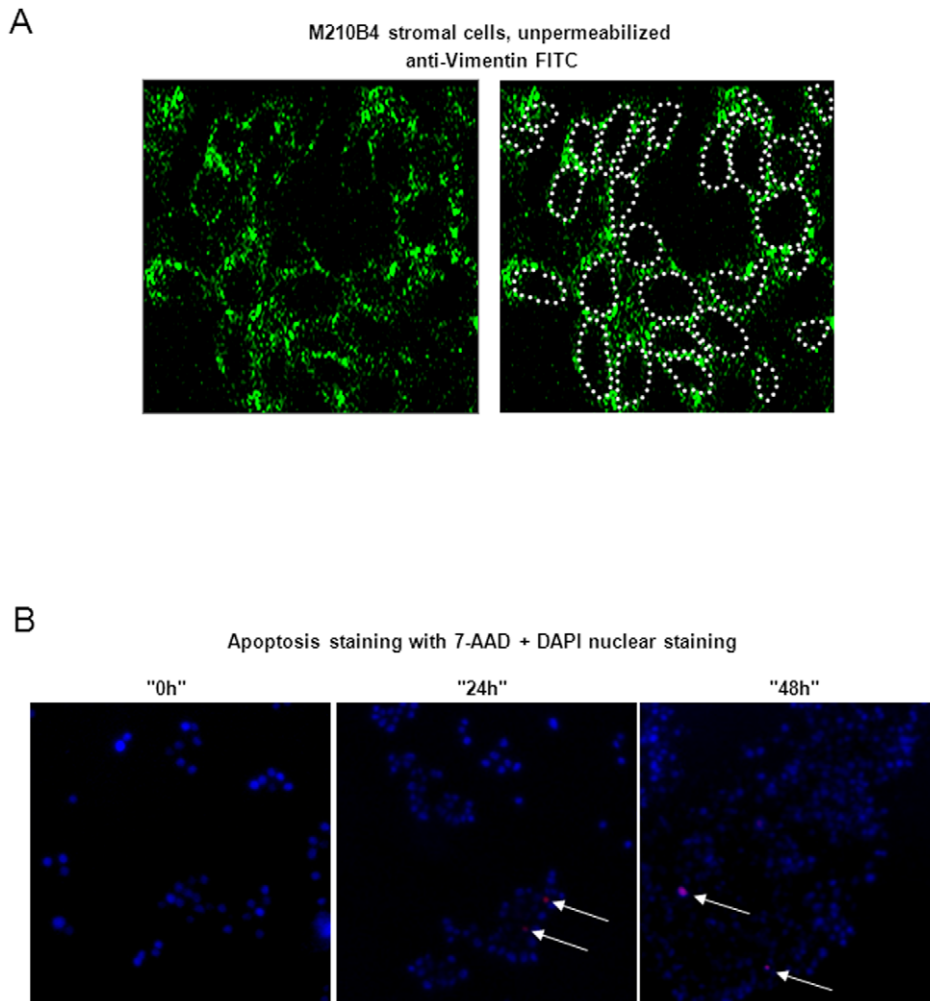 A
M210B4 stromal cells, unpermeabilized
anti-Vimentin FITC
B
Apoptosis staining with 7-AAD + DAPI nuclear staining
"0h" "24h" "48h"